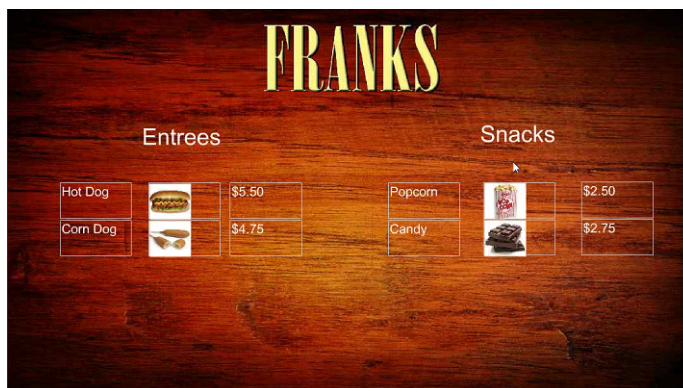 FRANKS
Entrees
Hot Dog $5.50
Corn Dog $4.75
Snacks
Popcorn $2.50
Candy $2.75